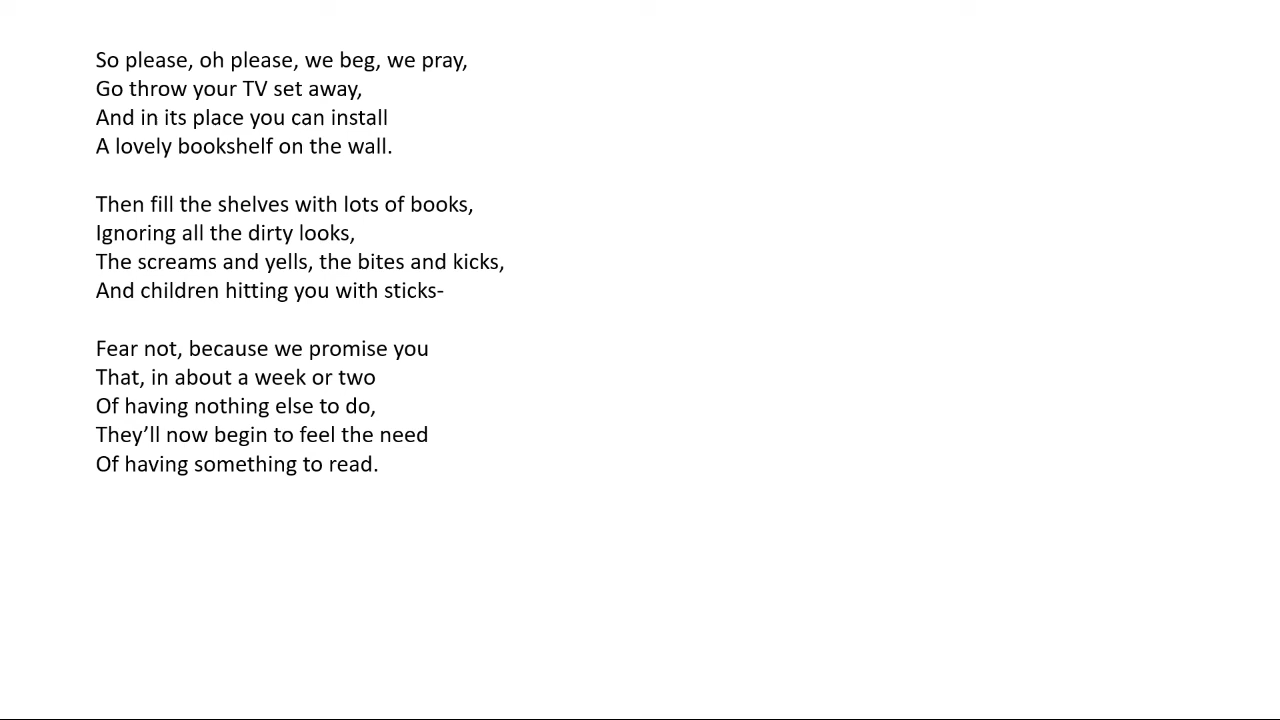 So please, oh please, we beg, we pray,
Go throw your TV set away,
And in its place you can install
A lovely bookshelf on the wall.
Then fill the shelves with lots of books,
Ignoring all the dirty looks,
The screams and yells, the bites and kicks,
And children hitting you with sticks-
Fear not, because we promise you
That, in about a week or two
Of having nothing else to do,
They’ll now begin to feel the need
Of having something to read.